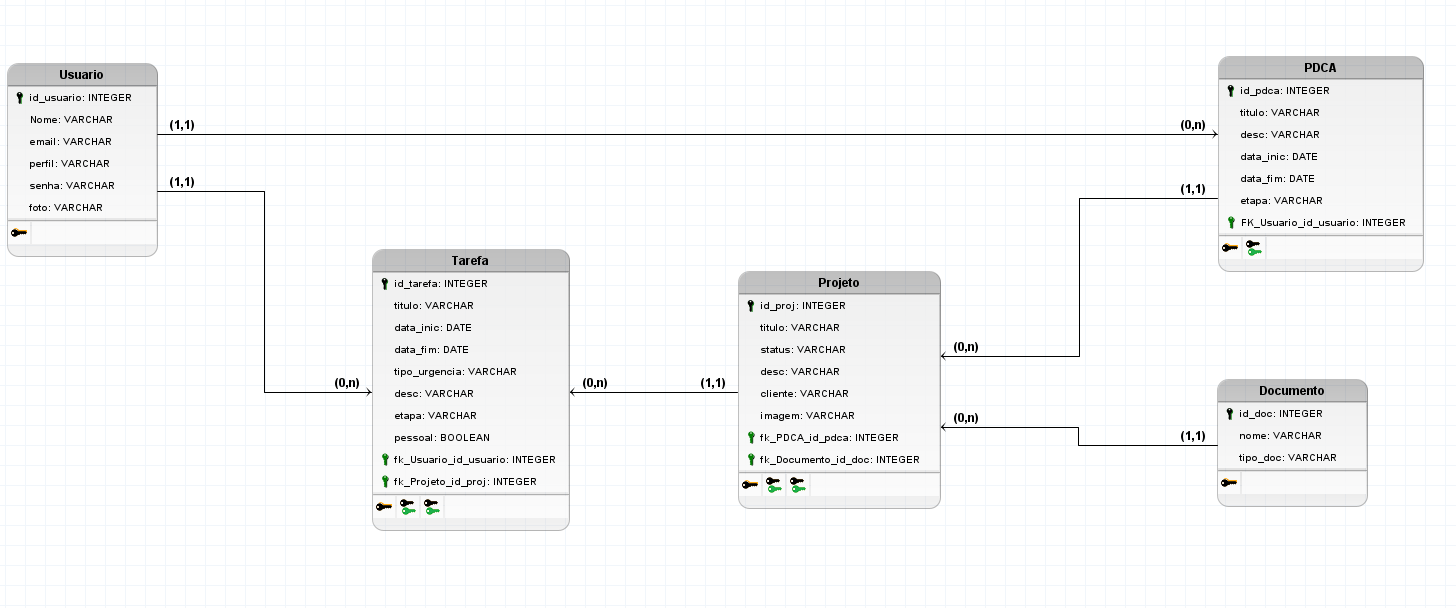 Usuario
id_usuario: INTEGER
Nome: VARCHAR
email: VARCHAR
perfil: VARCHAR
senha: VARCHAR
foto: VARCHAR
(1,1)
(0,n)
(1,1)
(0,n)
PDCA
id_pdca: INTEGER
titulo: VARCHAR
desc: VARCHAR
data_inic: DATE
data_fim: DATE
etapa: VARCHAR
FK_Usuario_id_usuario: INTEGER
(1,1)
(0,n)
Tarefa
id_tarefa: INTEGER
titulo: VARCHAR
data_inic: DATE
data_fim: DATE
tipo_urgencia: VARCHAR
desc: VARCHAR
etapa: VARCHAR
pessoal: BOOLEAN
fk_Usuario_id_usuario: INTEGER
fk_Projeto_id_proj: INTEGER
(0,n)
(1,1)
Projeto
id_proj: INTEGER
titulo: VARCHAR
status: VARCHAR
desc: VARCHAR
cliente: VARCHAR
imagem: VARCHAR
fk_PDCA_id_pdca: INTEGER
fk_Documento_id_doc: INTEGER
(0,n)
(1,1)
Documento
id_doc: INTEGER
nome: VARCHAR
tipo_doc: VARCHAR